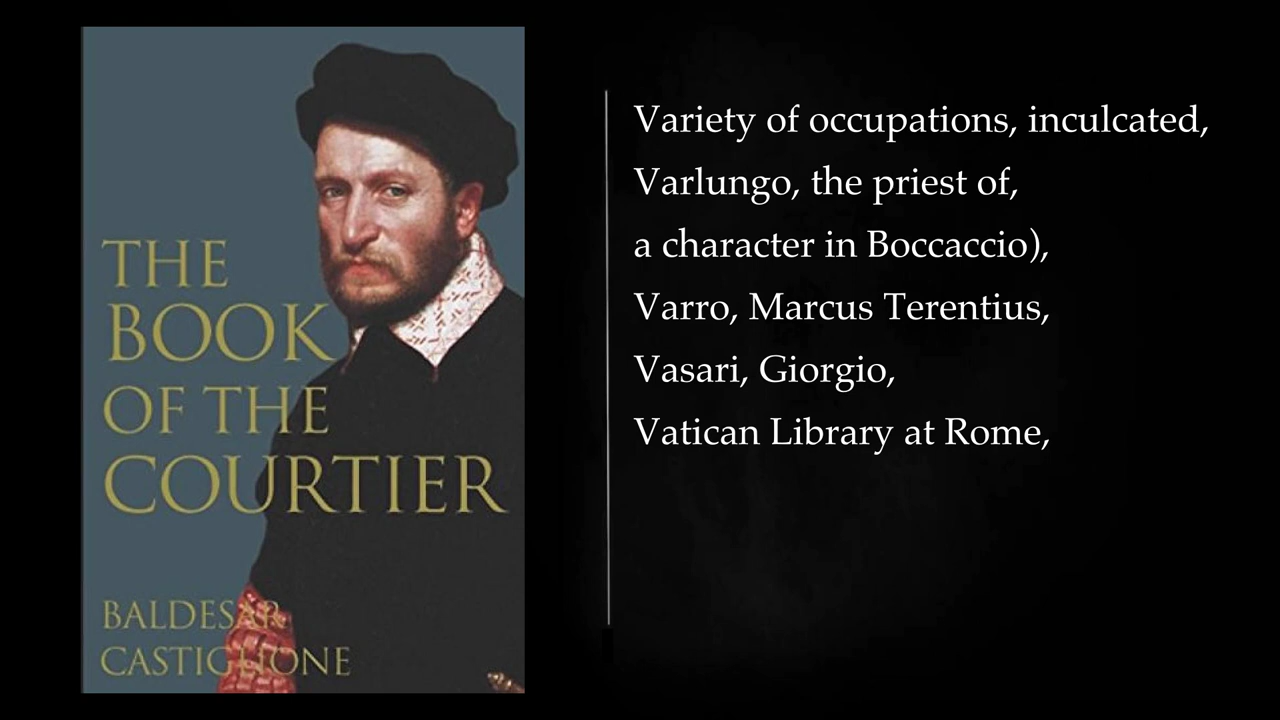 THE
BOOK
OF THE
COURTIER
BALDESAR
CASTIGLIONE
Variety of occupations, inculcated,
Varlungo, the priest of,
a character in Boccaccio),
Varro, Marcus Terentius,
Vasari, Giorgio,
Vatican Library at Rome,